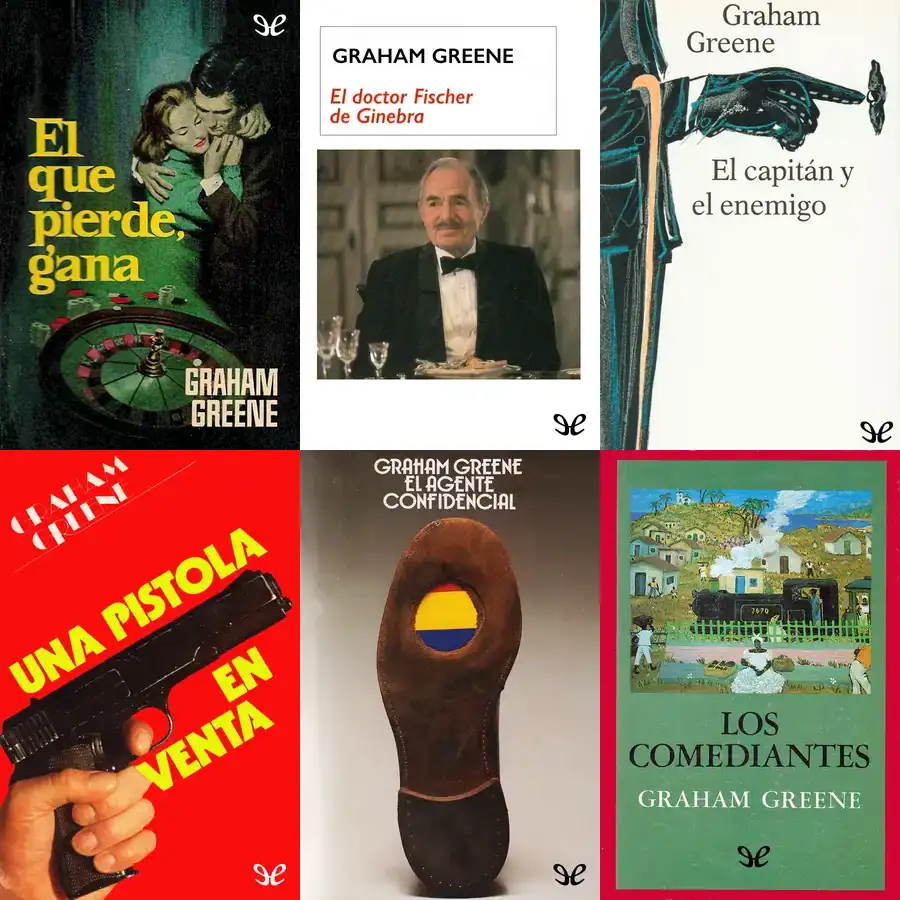 El
que
pierde,
gana
GRAHAM
GREENE
GRAHAM GREENE
El doctor Fischer
de Ginebra
Graham
Greene
El capitán y
el enemigo
GRAHAM
GREENE
UNA PISTOLA
EN
VENTA
GRAHAM GREENE
EL AGENTE
CONFIDENCIAL
7070
LOS
COMEDIANTES
GRAHAM GREENE